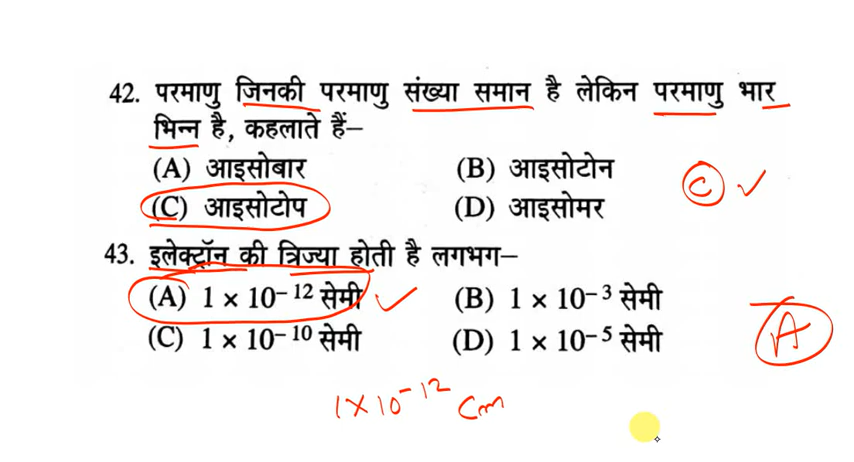 42. परमाणु जिनकी परमाणु संख्या समान है लेकिन परमाणु भार
भिन्न है, कहलाते हैं–
(A) आइसोबार (B) आइसोटोन
(C) आइसोटोप (D) आइसोमर
C
43. इलेक्ट्रॉन की त्रिज्या होती है लगभग–
(A) 1 × 10⁻¹² सेमी (B) 1 × 10⁻³ सेमी
(C) 1 × 10⁻¹⁰ सेमी (D) 1 × 10⁻⁵ सेमी
A
1×10⁻¹² cm